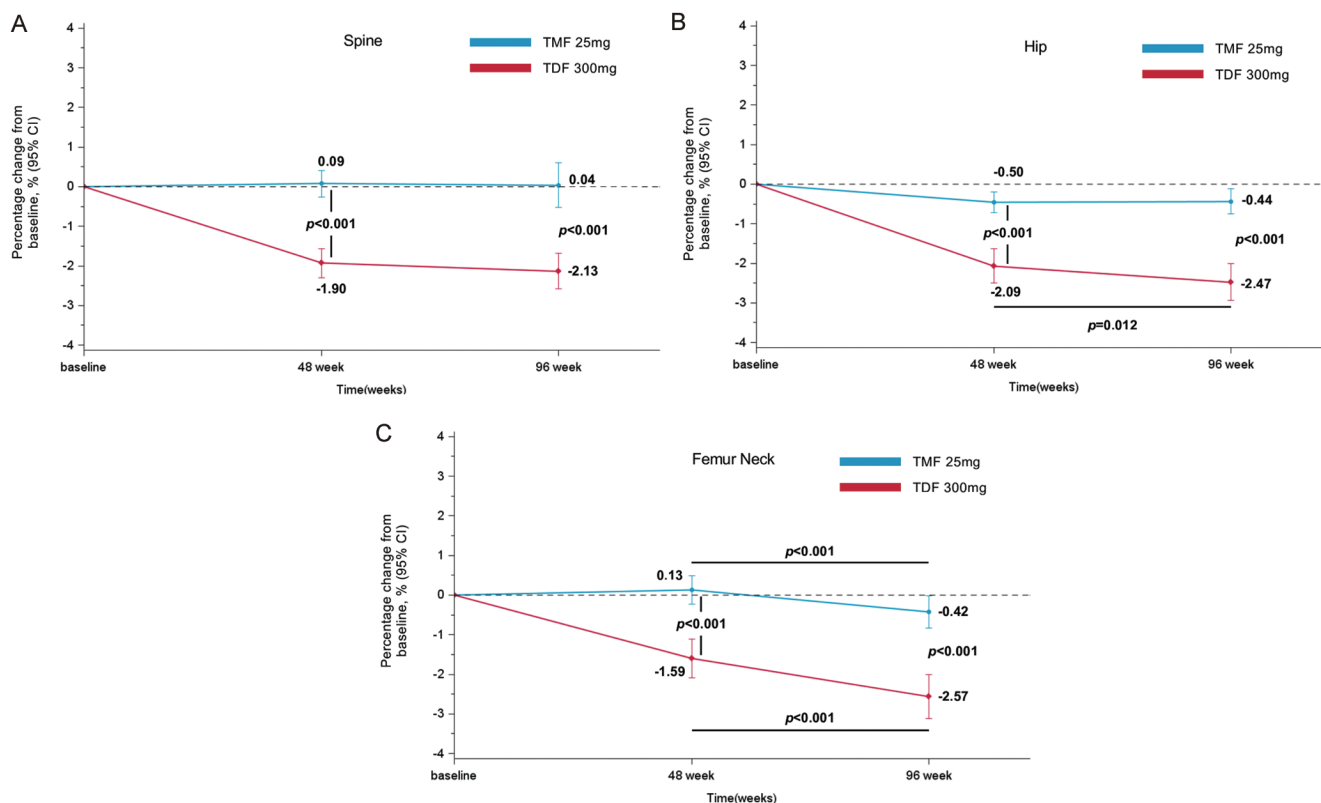 A
Spine
TMF 25mg
TDF 300mg
Percentage change from
baseline, % (95% CI)
4
3
2
1
0
-1
-2
-3
-4
0.09
0.04
p<0.001
p<0.001
-1.90
-2.13
baseline
48 week
96 week
Time(weeks)
B
Hip
TMF 25mg
TDF 300mg
Percentage change from
baseline, % (95% CI)
4
3
2
1
0
-1
-2
-3
-4
-0.50
-0.44
p<0.001
p<0.001
-2.09
-2.47
p=0.012
baseline
48 week
96 week
Time(weeks)
C
Femur Neck
TMF 25mg
TDF 300mg
Percentage change from
baseline, % (95% CI)
4
3
2
1
0
-1
-2
-3
-4
p<0.001
0.13
-0.42
p<0.001
p<0.001
-1.59
-2.57
p<0.001
baseline
48 week
96 week
Time(weeks)